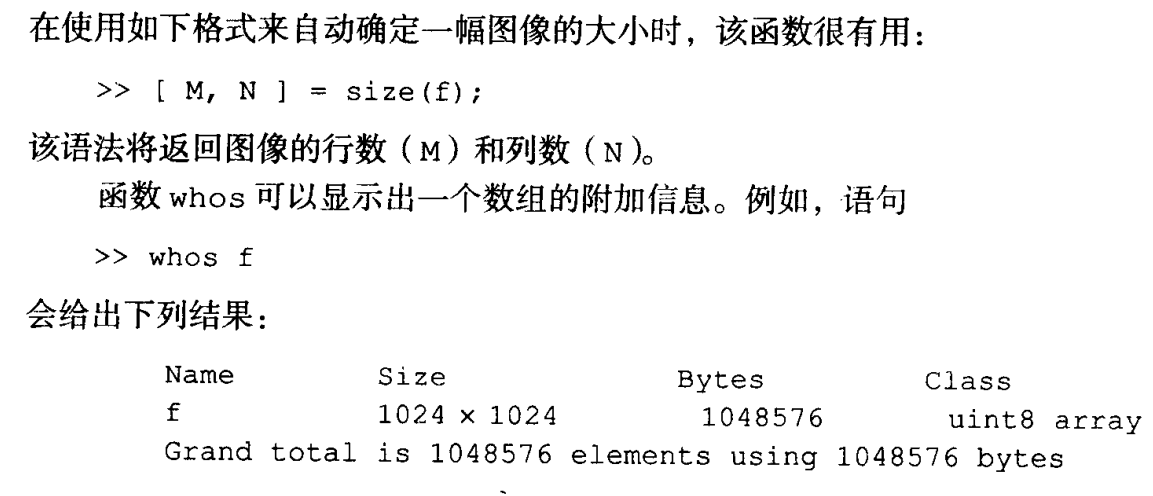 在使用如下格式来自动确定一幅图像的大小时，该函数很有用：
>> [ M, N ] = size(f);
该语法将返回图像的行数（M）和列数（N）。
函数 whos 可以显示出一个数组的附加信息。例如，语句
>> whos f
会给出下列结果：
Name Size Bytes Class
f 1024 × 1024 1048576 uint8 array
Grand total is 1048576 elements using 1048576 bytes